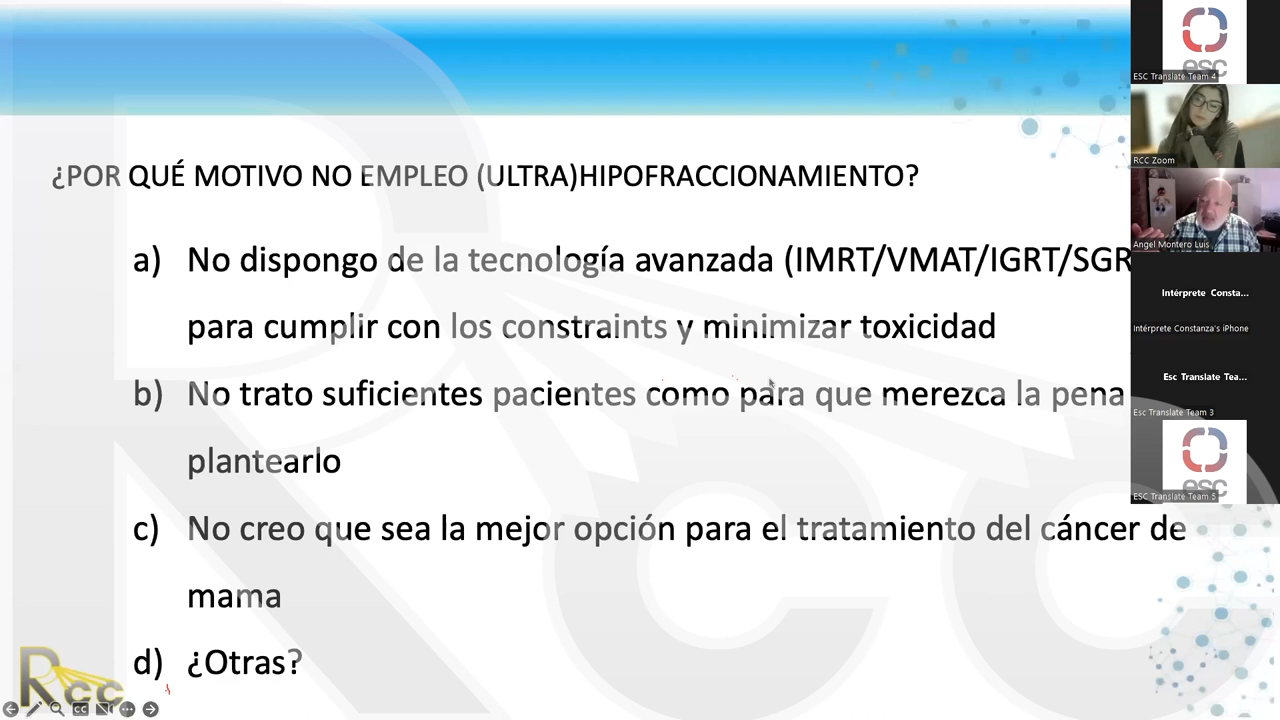 ¿POR QUÉ MOTIVO NO EMPLEO (ULTRA)HIPOFRACCIONAMIENTO?
a) No dispongo de la tecnología avanzada (IMRT/VMAT/IGRT/SGR
para cumplir con los constraints y minimizar toxicidad
b) No trato suficientes pacientes como para que merezca la pena
plantearlo
c) No creo que sea la mejor opción para el tratamiento del cáncer de
mama
d) ¿Otras?
Rcc
esc
ESC Translate Team 4
RCC Zoom
Angel Montero Luis
Intérprete Consta...
Intérprete Constanza's iPhone
Esc Translate Tea...
Esc Translate Team 3
esc
ESC Translate Team 5